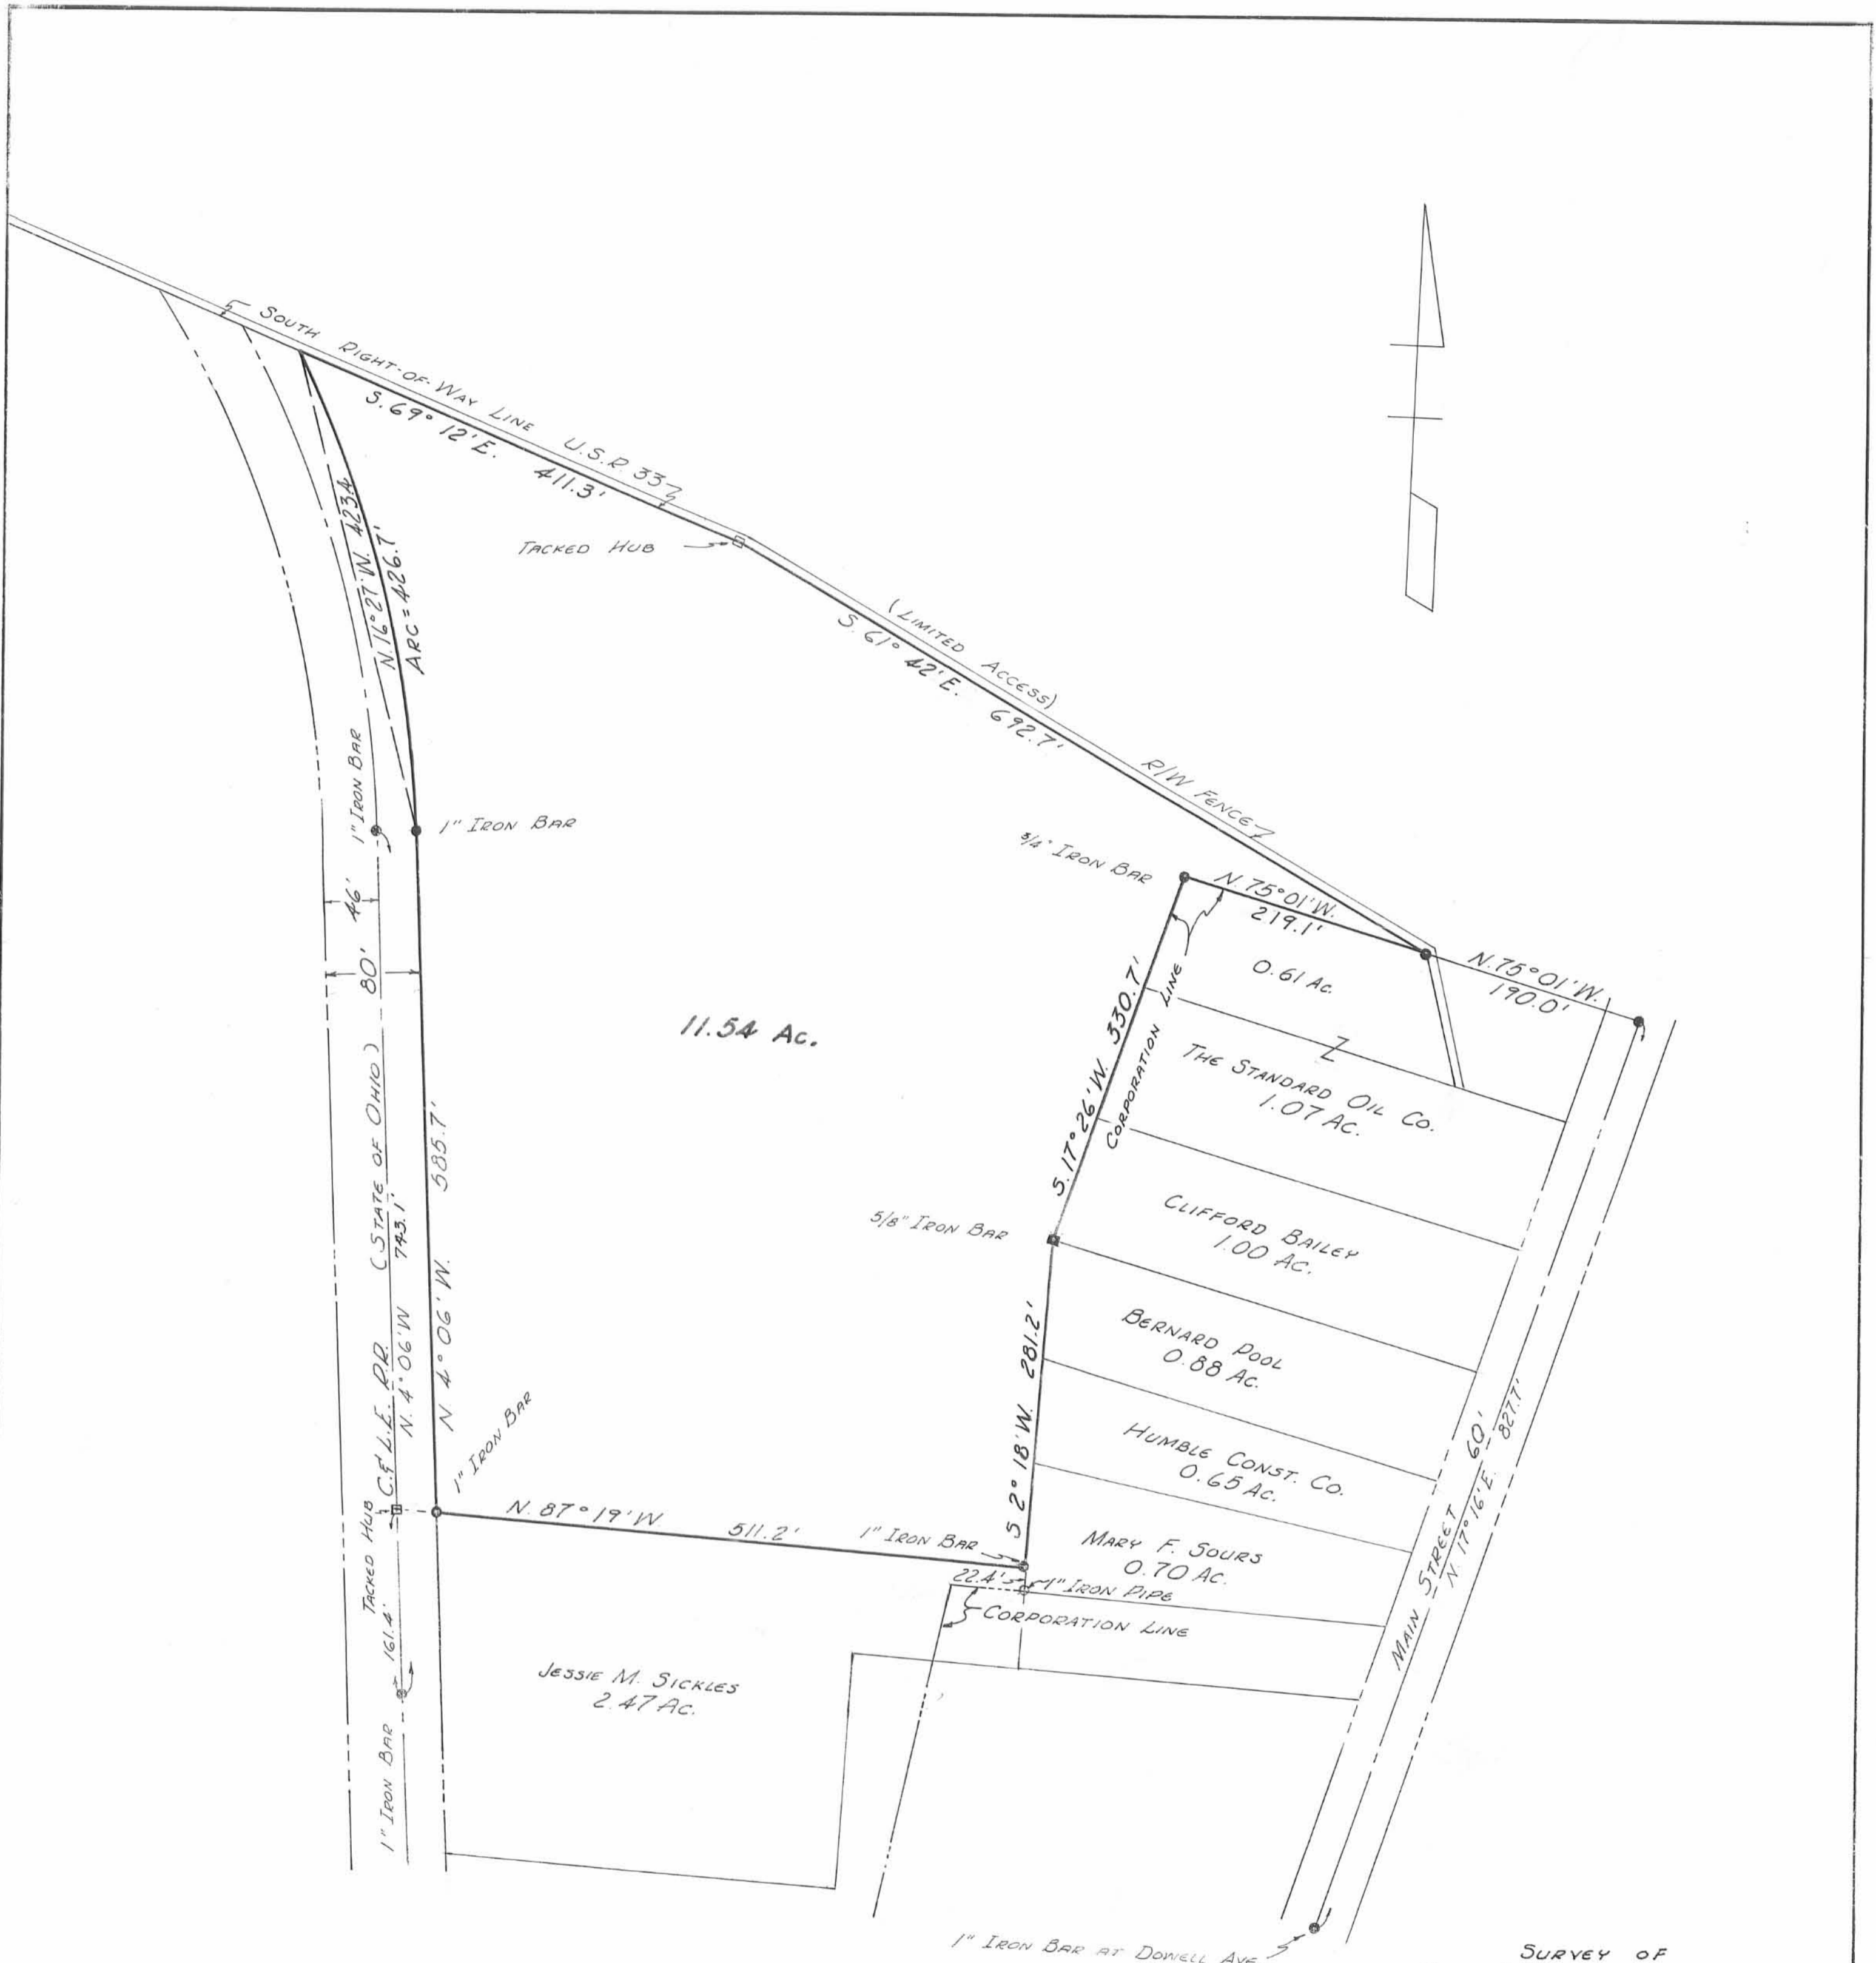 SOUTH RIGHT-OF-WAY LINE U.S.R. 33
S. 69° 12' E. 411.3'
TACKED HUB
N. 16° 27' W. 423.4
ARC = 426.7'
(LIMITED ACCESS)
S. 61° 42' E. 692.7'
R/W FENCE
1" IRON BAR
1" IRON BAR
3/4" IRON BAR
N. 75° 01' W.
219.1'
N. 75° 01' W.
190.0'
46'
80'
0.61 AC.
11.54 AC.
S. 17° 26' W. 330.7'
CORPORATION LINE
THE STANDARD OIL CO.
1.07 AC.
CLIFFORD BAILEY
1.00 AC.
5/8" IRON BAR
BERNARD POOL
0.88 AC.
S 2° 18' W. 281.2'
HUMBLE CONST. CO.
0.65 AC.
MARY F. SOURS
0.70 AC.
C. & L.E. R.R. (STATE OF OHIO)
N. 4° 06' W 743.1'
N. 4° 06' W. 585.7'
1" IRON BAR
N. 87° 19' W. 511.2'
1" IRON BAR
22.4'
1" IRON PIPE
CORPORATION LINE
TACKED HUB
161.4'
1" IRON BAR
JESSIE M. SICKLES
2.47 AC.
MAIN STREET 60'
N. 17° 16' E. 827.7'
1" IRON BAR AT DOWELL AVE
SURVEY OF